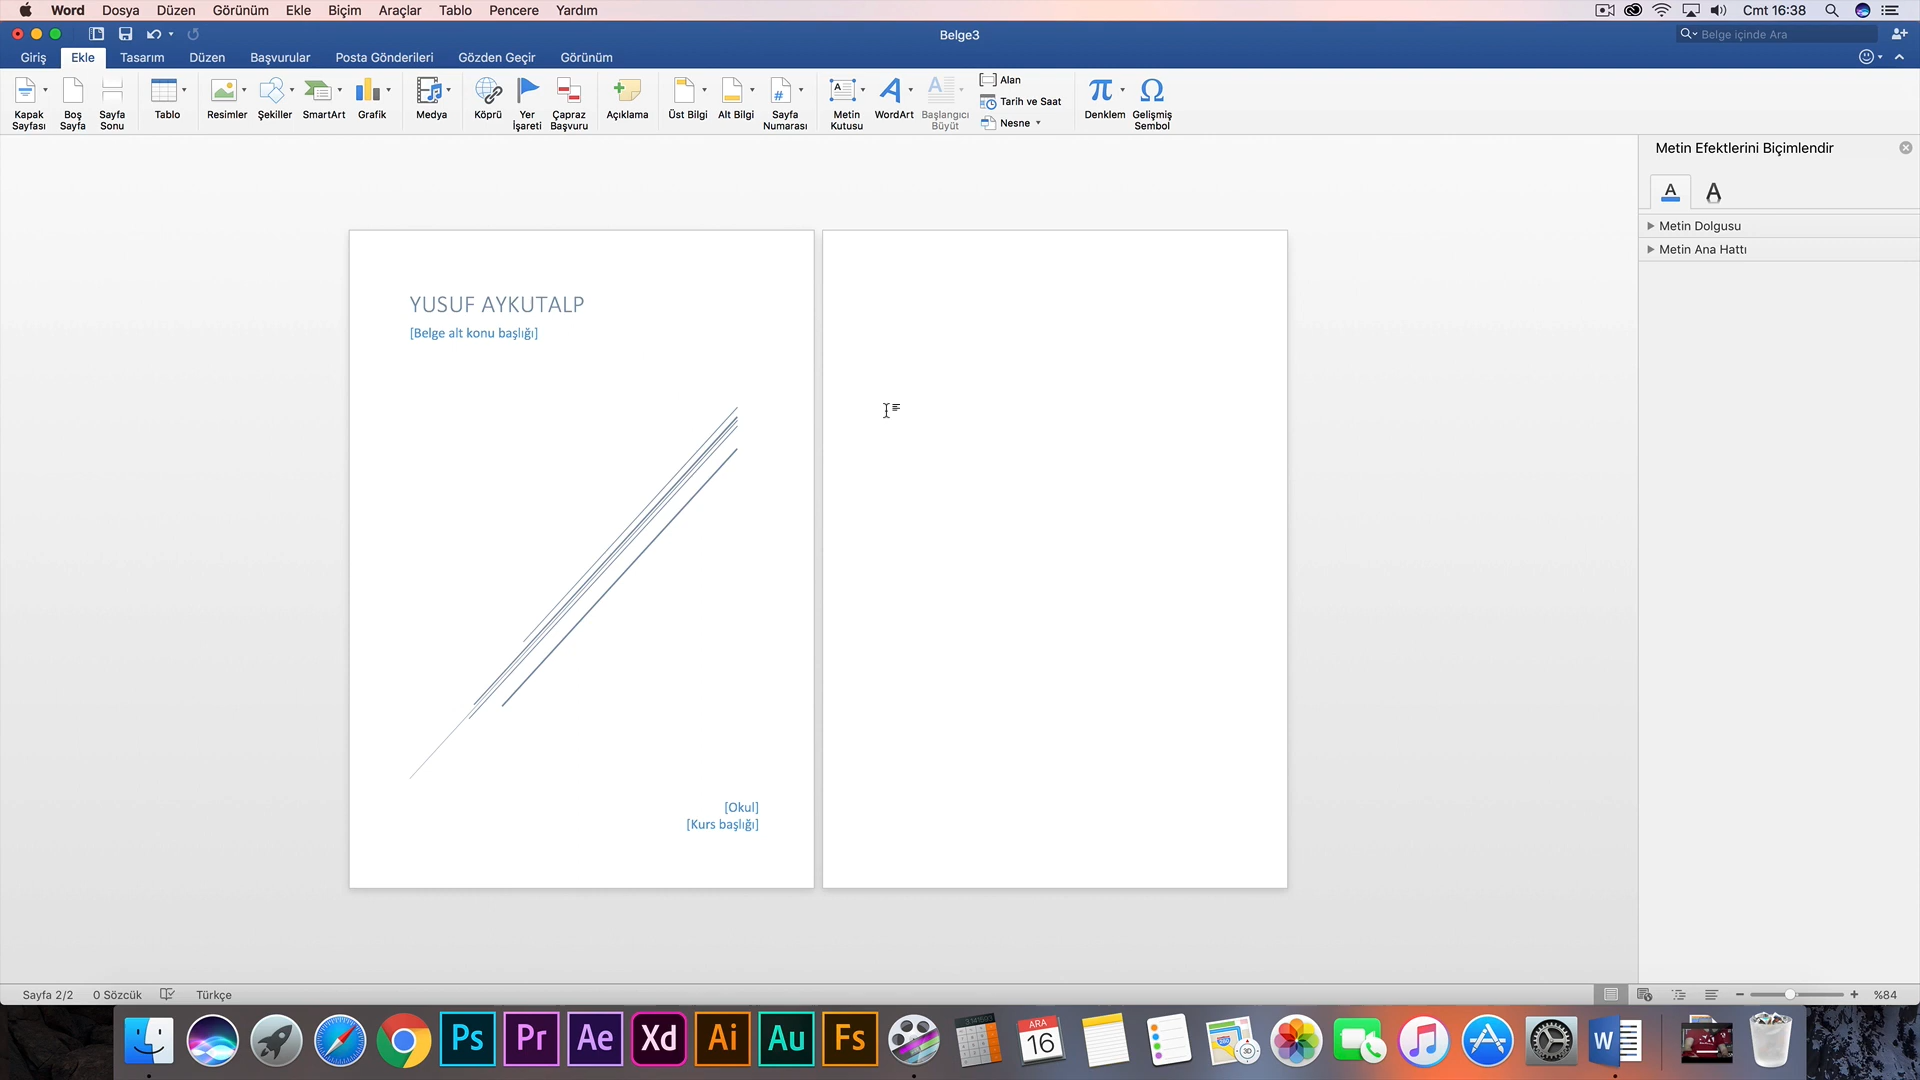 Word Dosya Düzen Görünüm Ekle Biçim Araçlar Tablo Pencere Yardım Cmt 16:38
Belge3 Belge içinde Ara
Giriş Ekle Tasarım Düzen Başvurular Posta Gönderileri Gözden Geçir Görünüm
Kapak Sayfası
Boş Sayfa
Sayfa Sonu
Tablo
Resimler
Şekiller
SmartArt
Grafik
Medya
Köprü
Yer İşareti
Çapraz Başvuru
Açıklama
Üst Bilgi
Alt Bilgi
Sayfa Numarası
Metin Kutusu
WordArt
Başlangıcı Büyüt
Alan
Tarih ve Saat
Nesne
Denklem
Gelişmiş Sembol
Metin Efektlerini Biçimlendir
Metin Dolgusu
Metin Ana Hattı
YUSUF AYKUTALP
[Belge alt konu başlığı]
[Okul]
[Kurs başlığı]
Sayfa 2/2 0 Sözcük Türkçe %84
Ps Pr Ae Xd Ai Au Fs ARA 16 280 3D W